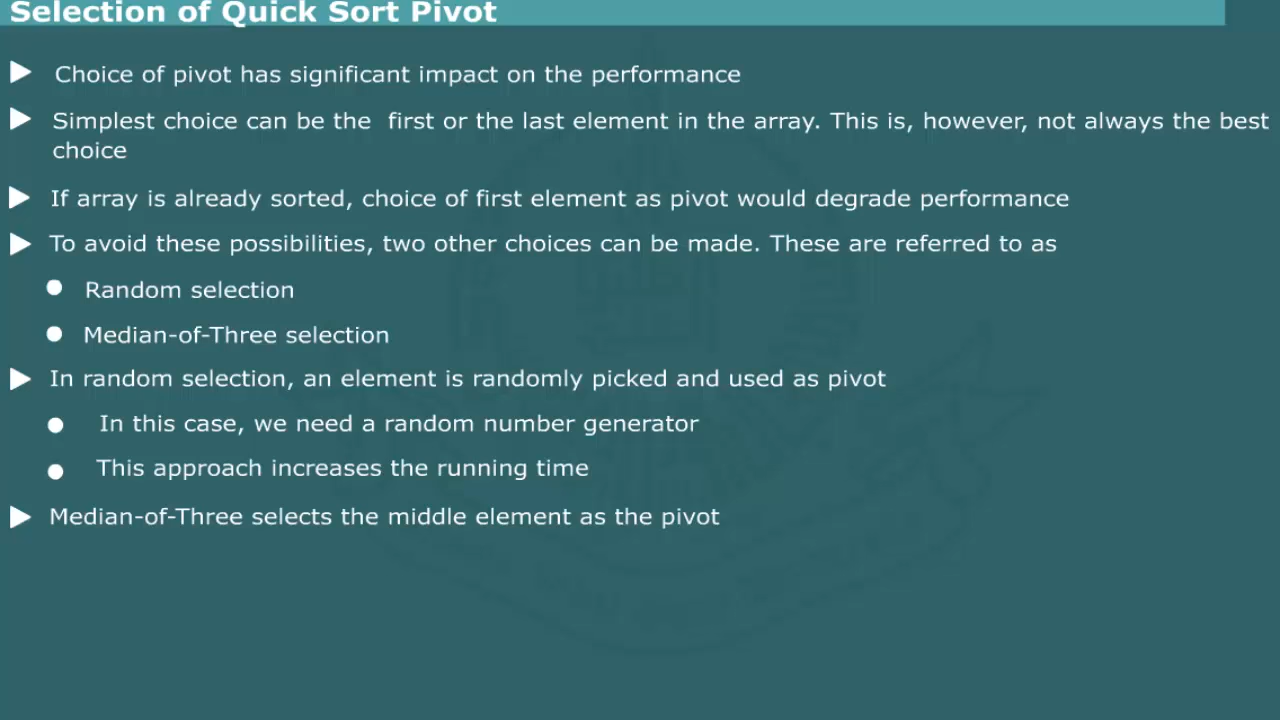 Selection of Quick Sort Pivot
Choice of pivot has significant impact on the performance
Simplest choice can be the first or the last element in the array. This is, however, not always the best
choice
If array is already sorted, choice of first element as pivot would degrade performance
To avoid these possibilities, two other choices can be made. These are referred to as
Random selection
Median-of-Three selection
In random selection, an element is randomly picked and used as pivot
In this case, we need a random number generator
This approach increases the running time
Median-of-Three selects the middle element as the pivot